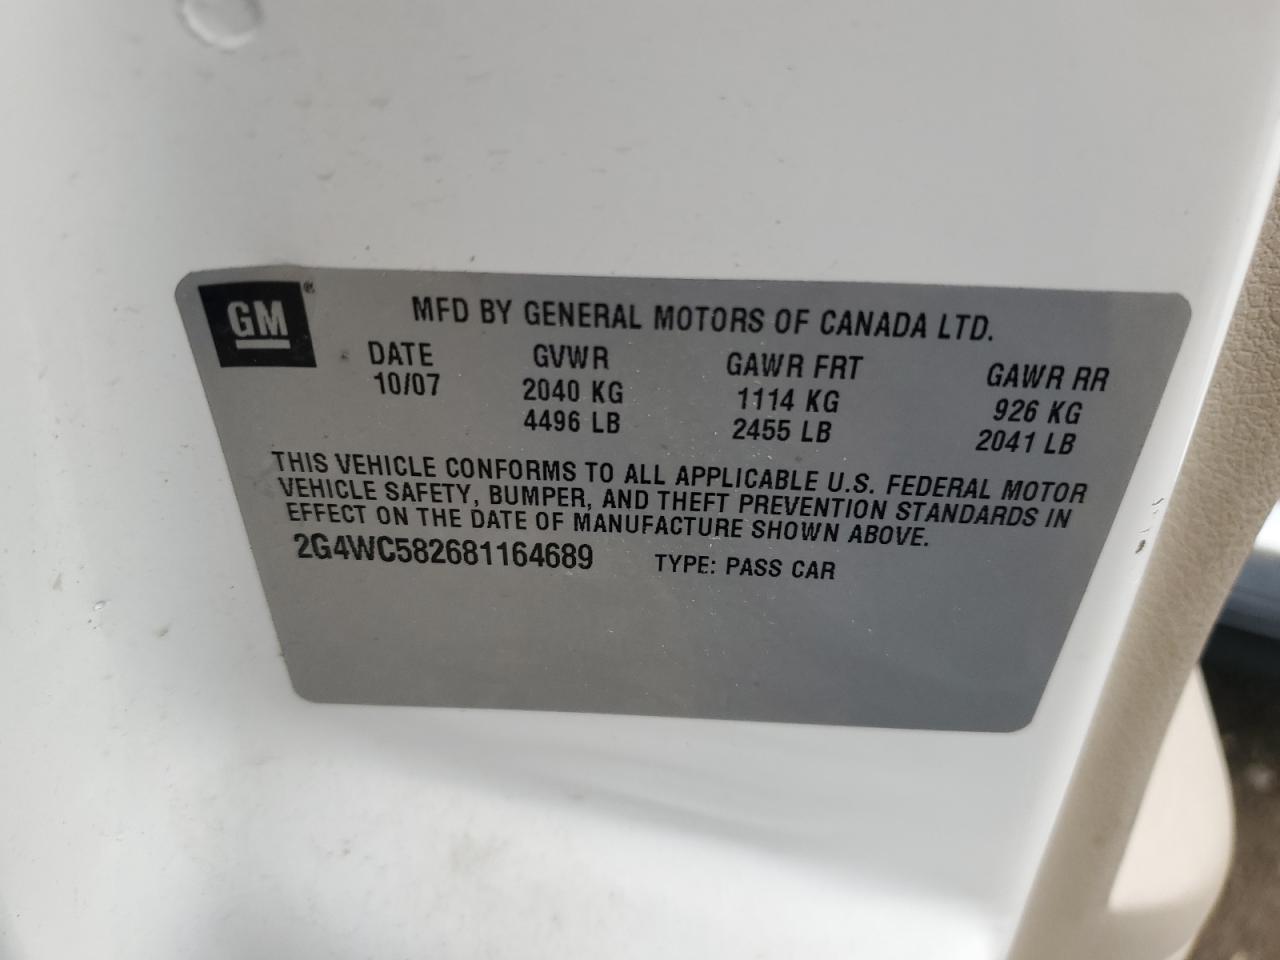 GM®
MFD BY GENERAL MOTORS OF CANADA LTD.
DATE GVWR GAWR FRT GAWR RR
10/07 2040 KG 1114 KG 926 KG
4496 LB 2455 LB 2041 LB
THIS VEHICLE CONFORMS TO ALL APPLICABLE U.S. FEDERAL MOTOR
VEHICLE SAFETY, BUMPER, AND THEFT PREVENTION STANDARDS IN
EFFECT ON THE DATE OF MANUFACTURE SHOWN ABOVE.
2G4WC582681164689 TYPE: PASS CAR